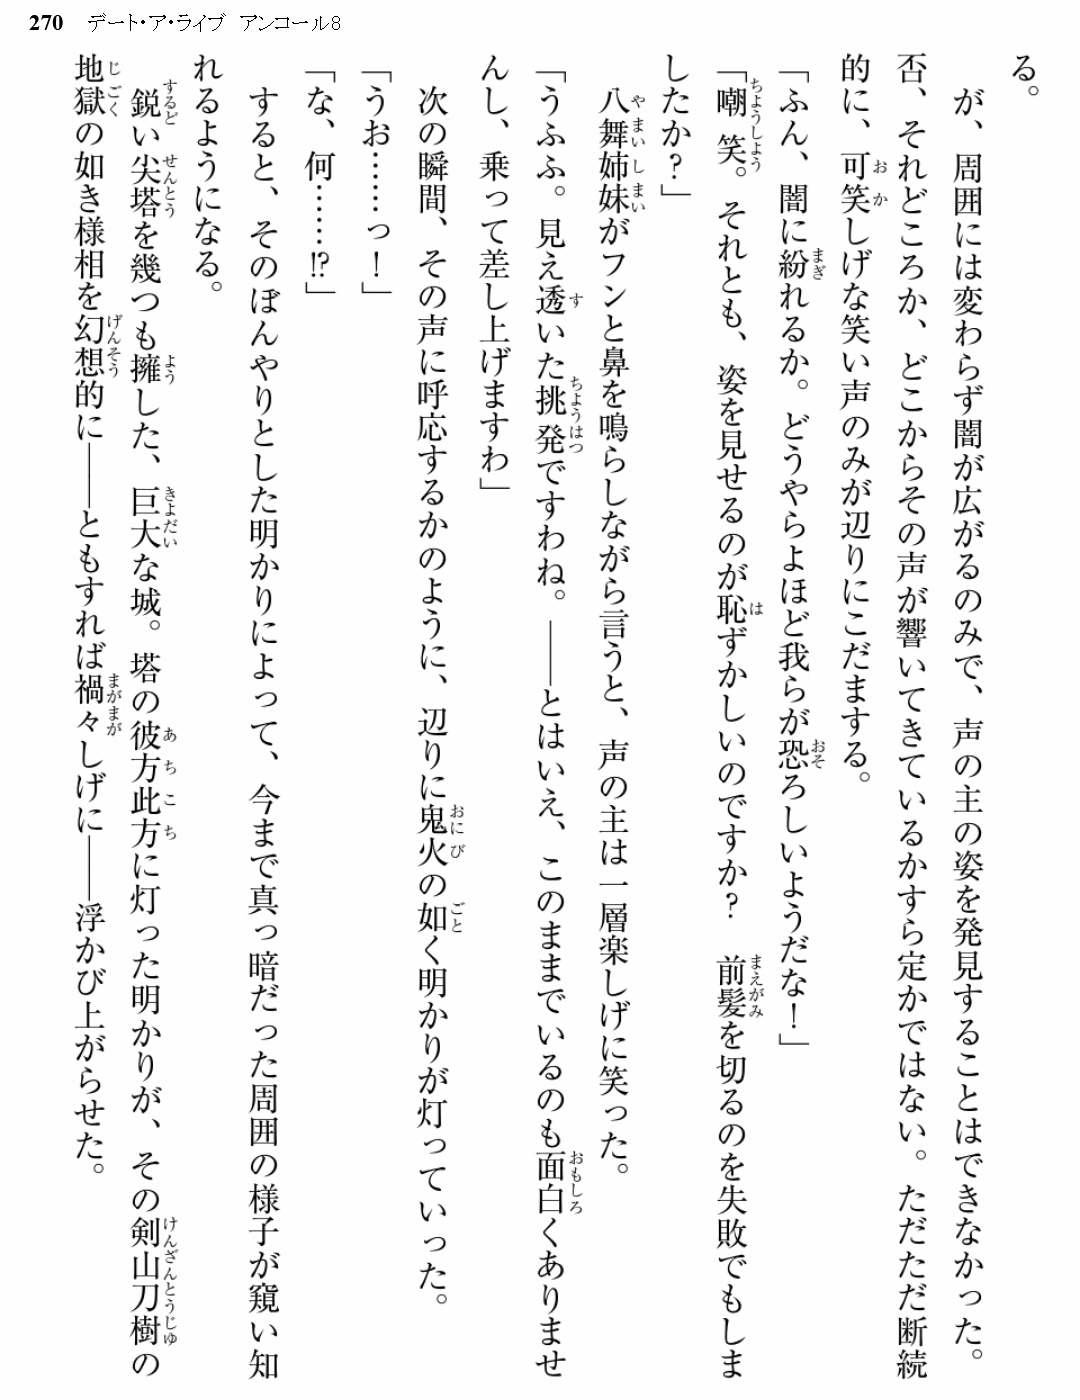 270 デート・ア・ライブ アンコール8
る。
　が、周囲には変わらず闇が広がるのみで、声の主の姿を発見することはできなかった。
否、それどころか、どこからその声が響いてきているかすら定かではない。ただただ断続
的に、可笑しげな笑い声のみが辺りにこだまする。
「ふん、闇に紛れるか。どうやらよほど我らが恐ろしいようだな！」
「嘲笑。それとも、姿を見せるのが恥ずかしいのですか？　前髪を切るのを失敗でもしま
したか？」
　八舞姉妹がフンと鼻を鳴らしながら言うと、声の主は一層楽しげに笑った。
「うふふ。見え透いた挑発ですわね。――とはいえ、このままでいるのも面白くありませ
んし、乗って差し上げますわ」
　次の瞬間、その声に呼応するかのように、辺りに鬼火の如く明かりが灯っていった。
「うお……っ！」
「な、何……⁉」
　すると、そのぼんやりとした明かりによって、今まで真っ暗だった周囲の様子が窺い知
れるようになる。
　鋭い尖塔を幾つも擁した、巨大な城。塔の彼方此方に灯った明かりが、その剣山刀樹の
地獄の如き様相を幻想的に――ともすれば禍々しげに――浮かび上がらせた。